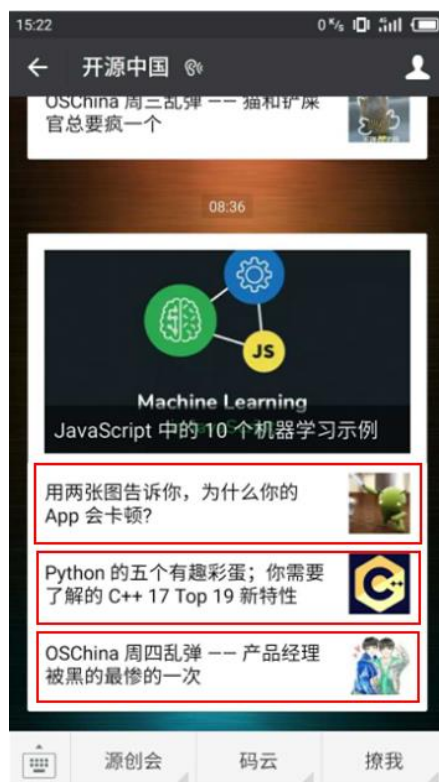 15:22
0 K/s
开源中国
OSChina 周三乱弹 —— 猫和铲屎
官总要疯一个
08:36
JS
Machine Learning
JavaScript 中的 10 个机器学习示例
用两张图告诉你，为什么你的
App 会卡顿?
Python 的五个有趣彩蛋；你需要
了解的 C++ 17 Top 19 新特性
C++
OSChina 周四乱弹 —— 产品经理
被黑的最惨的一次
源创会
码云
撩我